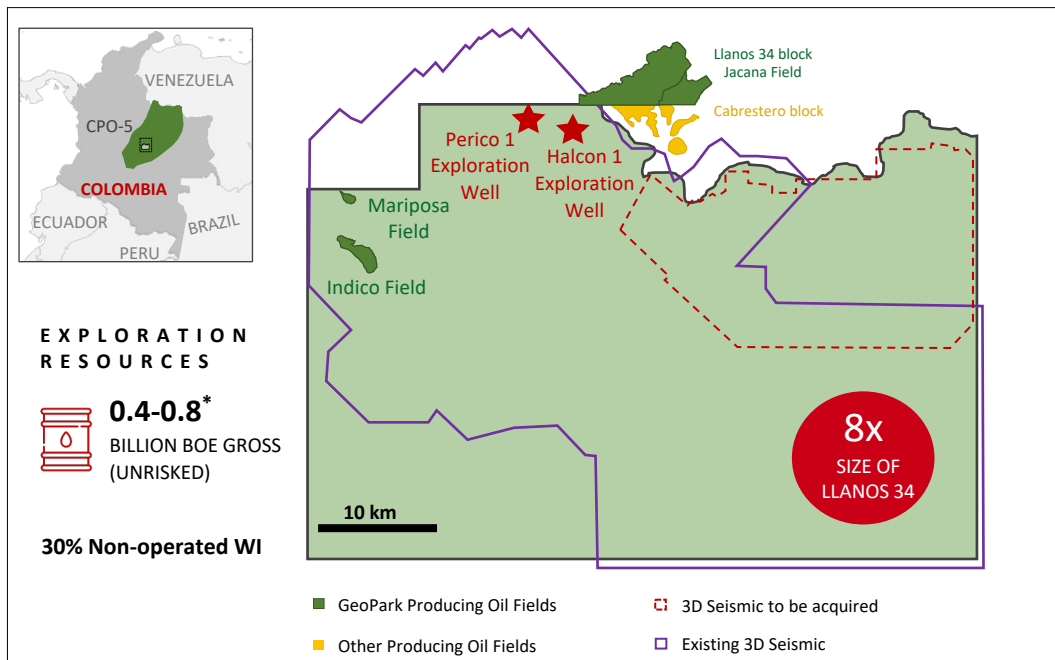 VENEZUELA
CPO-5
COLOMBIA
ECUADOR
BRAZIL
PERU
Llanos 34 block
Jacana Field
Cabrestero block
Perico 1
Exploration
Well
Halcon 1
Exploration
Well
Mariposa
Field
Indico Field
EXPLORATION
RESOURCES
0.4-0.8*
BILLION BOE GROSS
(UNRISKED)
30% Non-operated WI
8x
SIZE OF
LLANOS 34
10 km
GeoPark Producing Oil Fields
3D Seismic to be acquired
Other Producing Oil Fields
Existing 3D Seismic